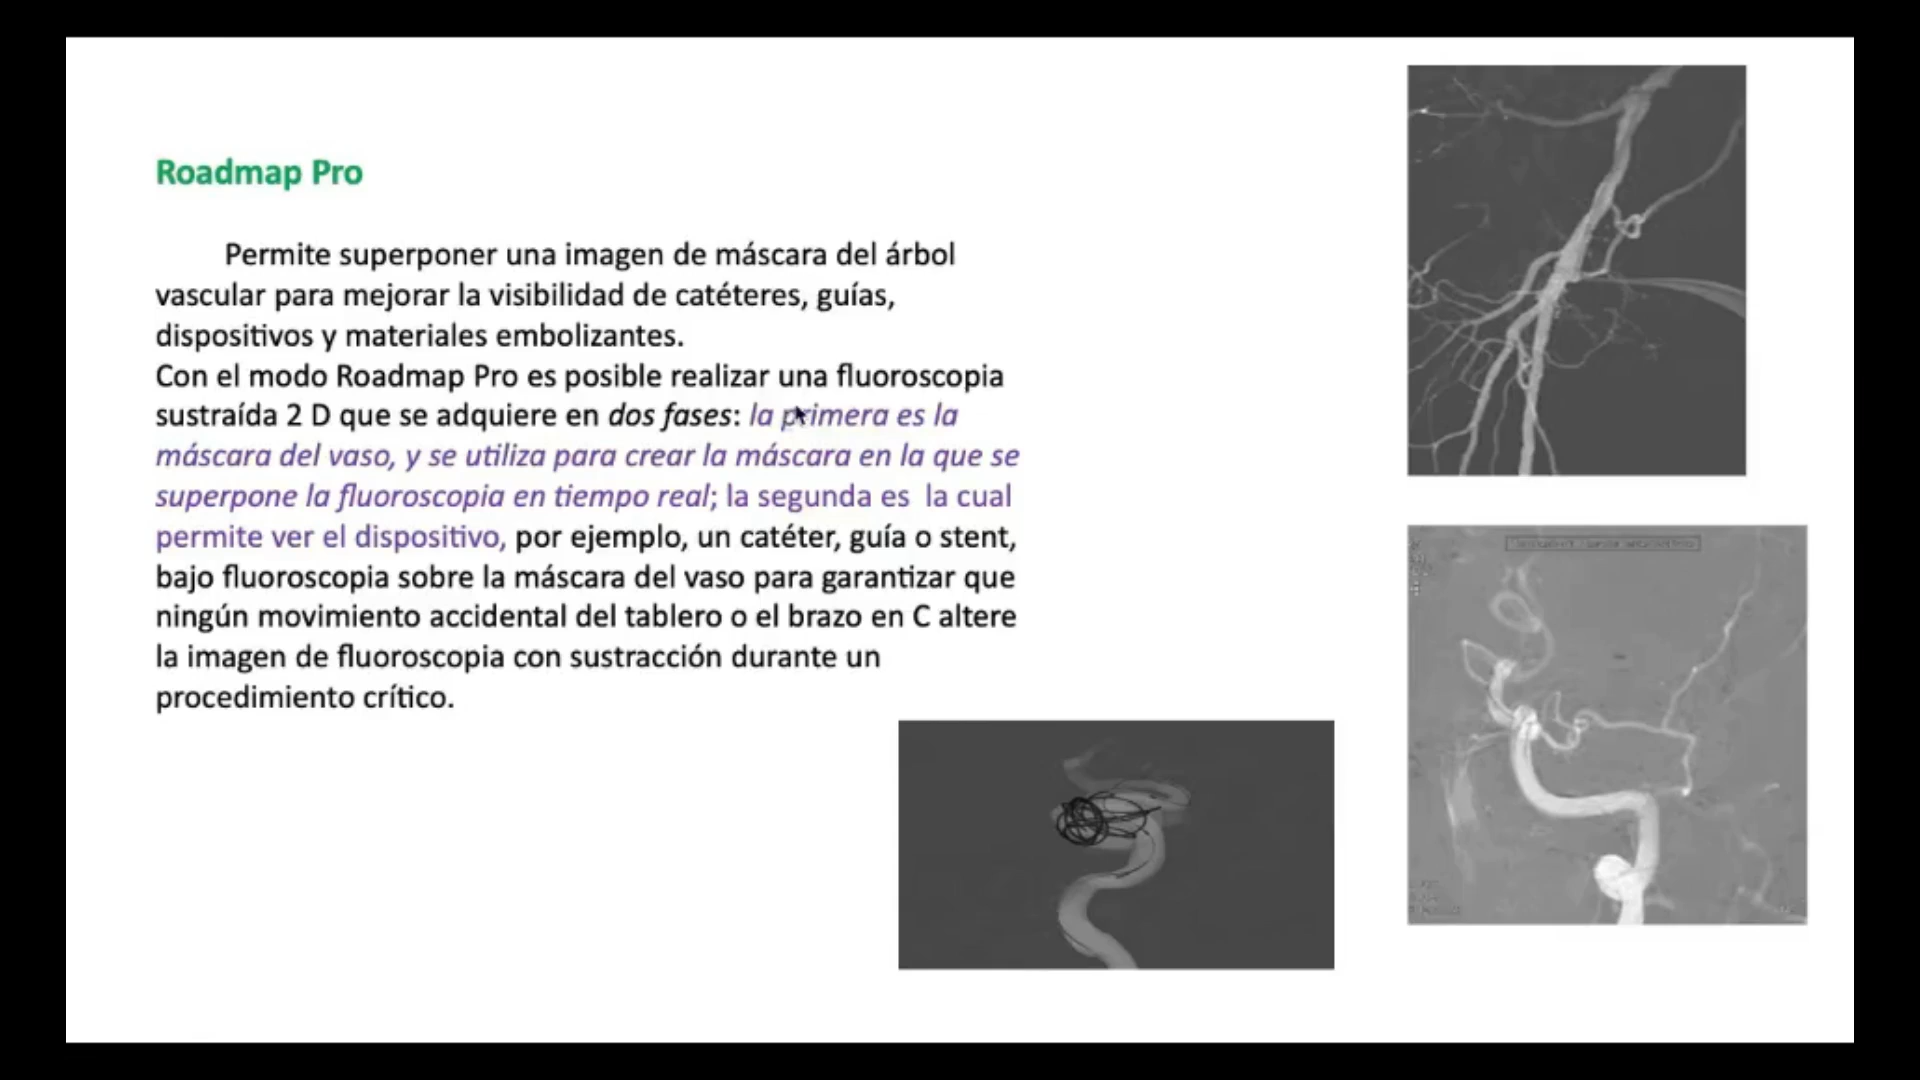 Roadmap Pro
Permite superponer una imagen de máscara del árbol
vascular para mejorar la visibilidad de catéteres, guías,
dispositivos y materiales embolizantes.
Con el modo Roadmap Pro es posible realizar una fluoroscopia
sustraída 2 D que se adquiere en dos fases: la primera es la
máscara del vaso, y se utiliza para crear la máscara en la que se
superpone la fluoroscopia en tiempo real; la segunda es  la cual
permite ver el dispositivo, por ejemplo, un catéter, guía o stent,
bajo fluoroscopia sobre la máscara del vaso para garantizar que
ningún movimiento accidental del tablero o el brazo en C altere
la imagen de fluoroscopia con sustracción durante un
procedimiento crítico.